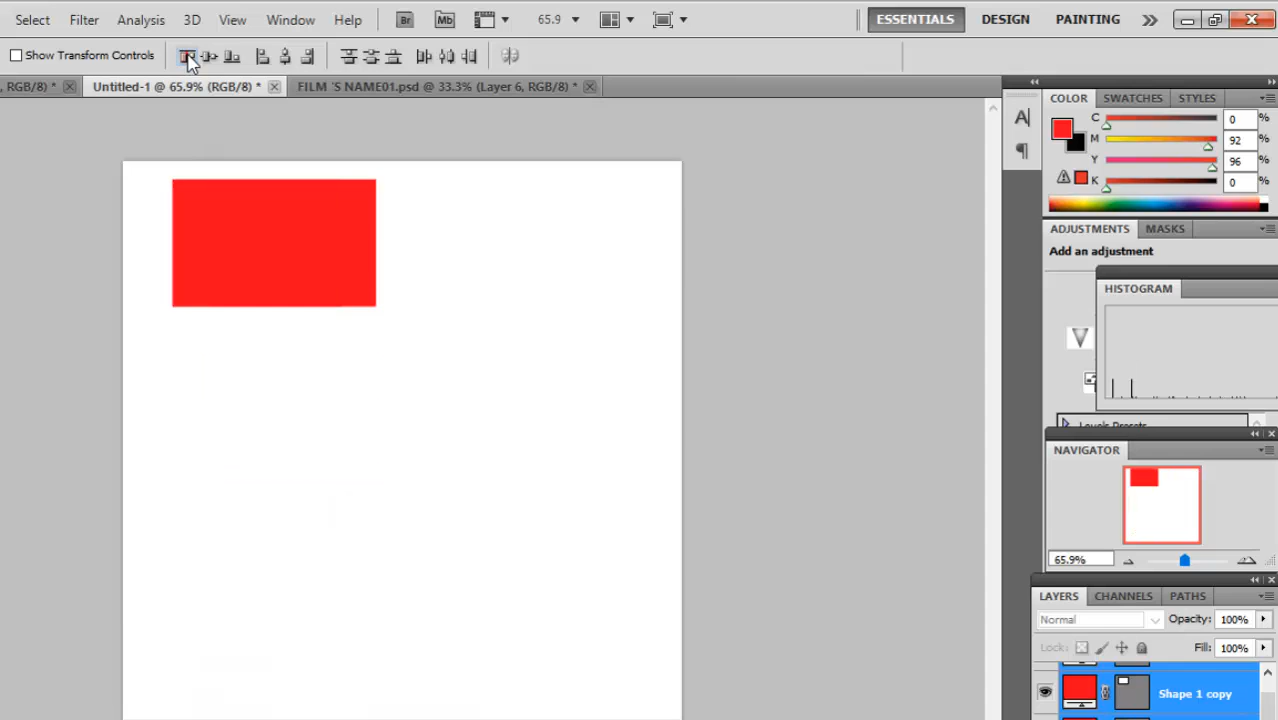 Select Filter Analysis 3D View Window Help Br Mb 65.9 ESSENTIALS DESIGN PAINTING
Show Transform Controls
, RGB/8) * Untitled-1 @ 65.9% (RGB/8) * FILM 'S NAME01.psd @ 33.3% (Layer 6, RGB/8) *
COLOR SWATCHES STYLES
C 0 %
M 92 %
Y 96 %
K 0 %
ADJUSTMENTS MASKS
Add an adjustment
HISTOGRAM
Levels Presets
NAVIGATOR
65.9%
LAYERS CHANNELS PATHS
Normal Opacity: 100%
Lock: Fill: 100%
Shape 1 copy